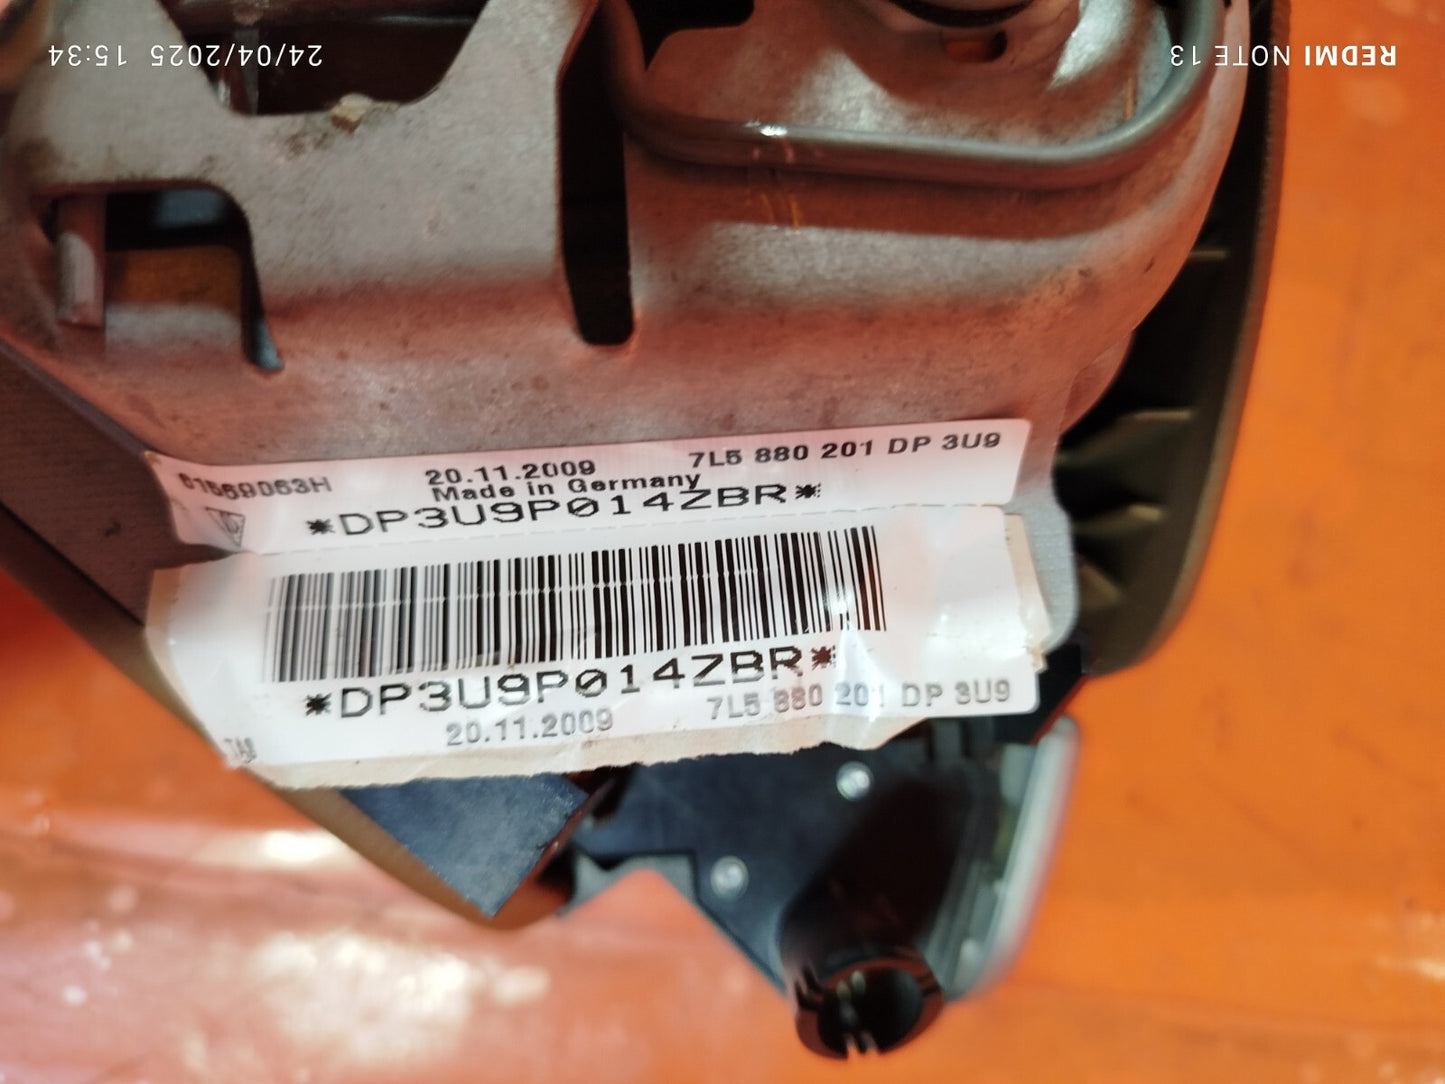 61569063H
20.11.2009
7L5 880 201 DP 3U9
Made in Germany
*DP3U9P014ZBR*
*DP3U9P014ZBR*
20.11.2009
7L5 880 201 DP 3U9
REDMI NOTE 13
24/04/2025 15:34